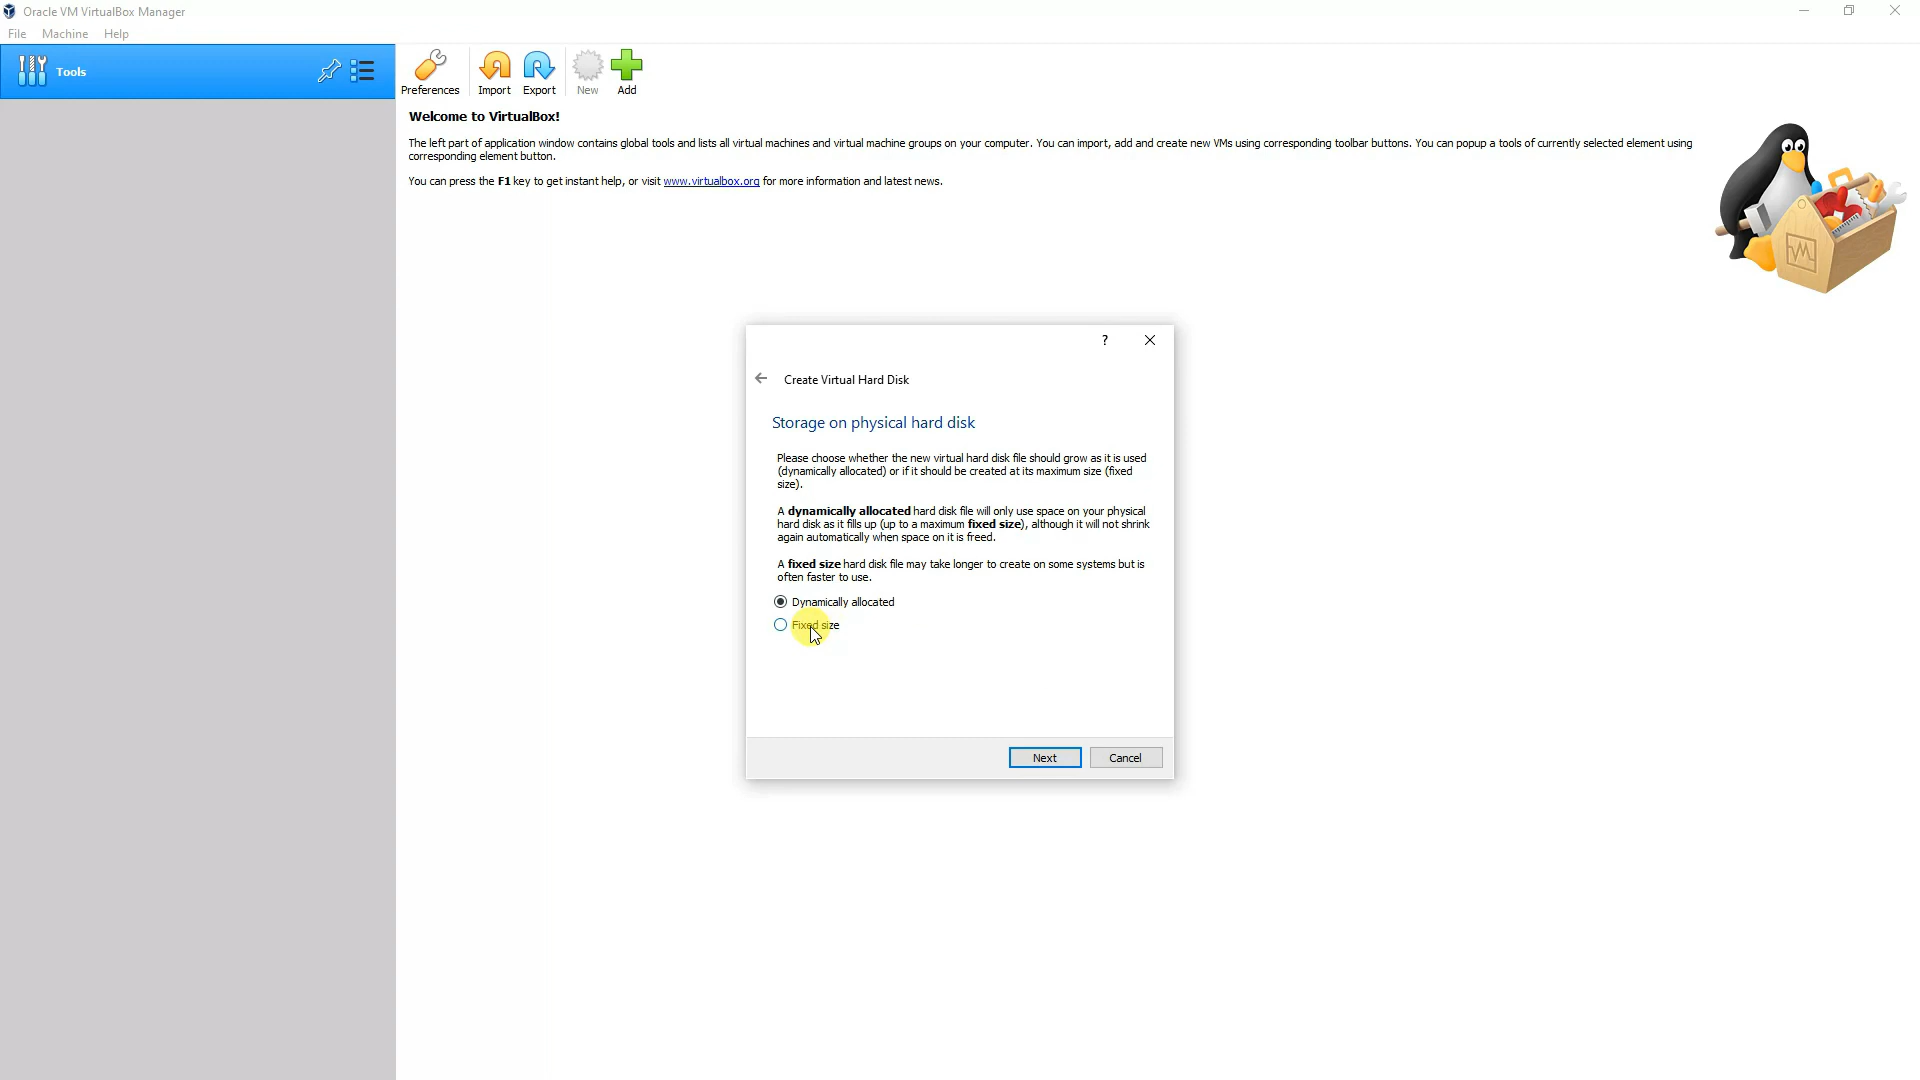 Oracle VM VirtualBox Manager
File Machine Help
Tools
Preferences Import Export New Add
Welcome to VirtualBox!
The left part of application window contains global tools and lists all virtual machines and virtual machine groups on your computer. You can import, add and create new VMs using corresponding toolbar buttons. You can popup a tools of currently selected element using
corresponding element button.
You can press the F1 key to get instant help, or visit www.virtualbox.org for more information and latest news.
?
Create Virtual Hard Disk
Storage on physical hard disk
Please choose whether the new virtual hard disk file should grow as it is used
(dynamically allocated) or if it should be created at its maximum size (fixed
size).
A dynamically allocated hard disk file will only use space on your physical
hard disk as it fills up (up to a maximum fixed size), although it will not shrink
again automatically when space on it is freed.
A fixed size hard disk file may take longer to create on some systems but is
often faster to use.
Dynamically allocated
Fixed size
Next Cancel